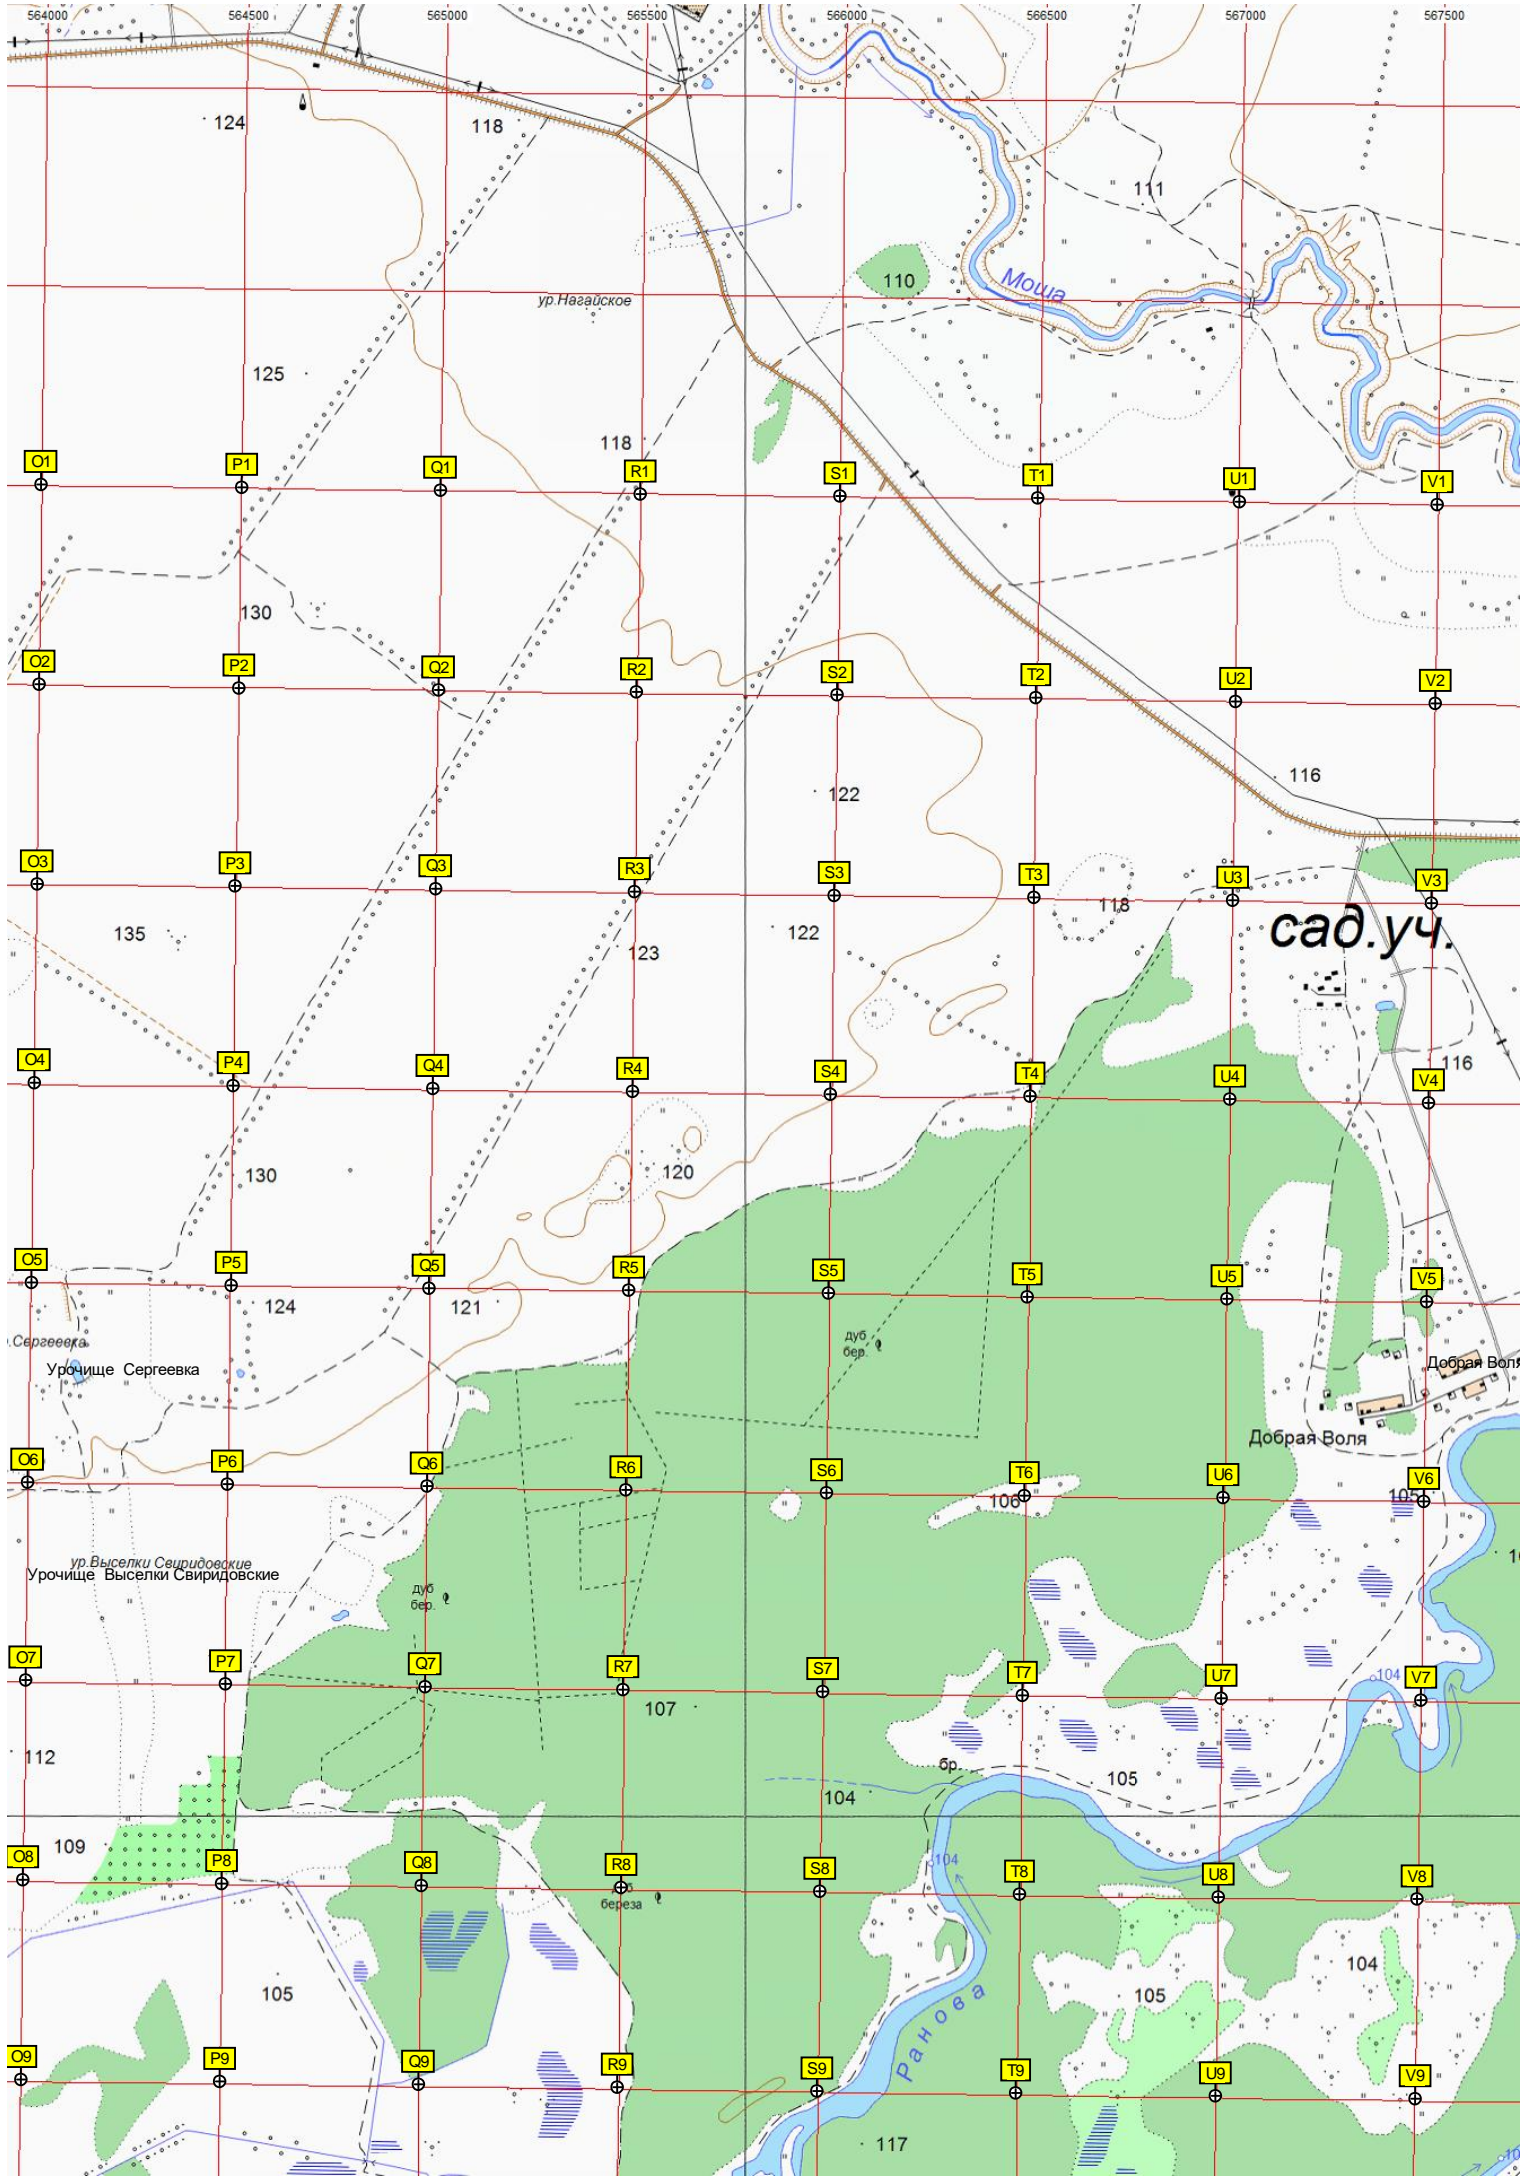 564000 564500 565000 565500 566000 566500 567000 567500
124
118
111
110
Моша
ур.Нагайское
125
118
O1 P1 Q1 R1 S1 T1 U1 V1
130
O2 P2 Q2 R2 S2 T2 U2 V2
116
122
O3 P3 Q3 R3 S3 T3 U3 V3
118
135
122
123
сад.уч.
O4 P4 Q4 R4 S4 T4 U4 V4
116
130
120
O5 P5 Q5 R5 S5 T5 U5 V5
124
121
дуб
бер.
.Сергеевка
Урочище Сергеевка
Добрая Воля
Добрая Воля
O6 P6 Q6 R6 S6 T6 U6 V6
106
105
ур.Выселки Свиридовские
Урочище Выселки Свиридовские
дуб
бер.
O7 P7 Q7 R7 S7 T7 U7 V7
104
107
112
бр.
105
104
109
O8 P8 Q8 R8 S8 T8 U8 V8
104
дуб
береза
105
104
105
Ранова
O9 P9 Q9 R9 S9 T9 U9 V9
117